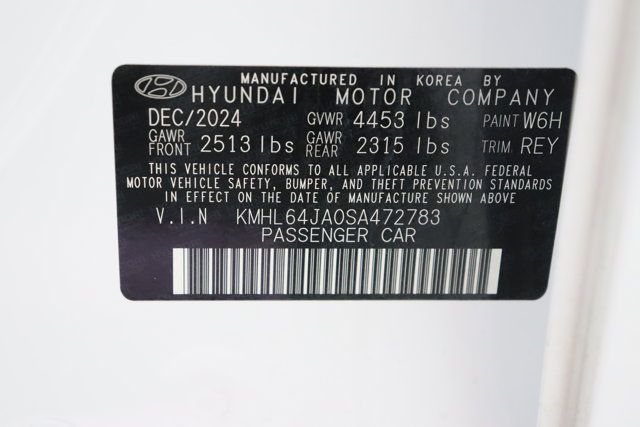 MANUFACTURED IN KOREA BY
HYUNDAI MOTOR COMPANY
DEC/2024 GVWR 4453 lbs PAINT W6H
GAWR FRONT 2513 lbs GAWR REAR 2315 lbs TRIM. REY
THIS VEHICLE CONFORMS TO ALL APPLICABLE U.S.A. FEDERAL
MOTOR VEHICLE SAFETY, BUMPER, AND THEFT PREVENTION STANDARDS
IN EFFECT ON THE DATE OF MANUFACTURE SHOWN ABOVE
V.I.N KMHL64JA0SA472783
PASSENGER CAR